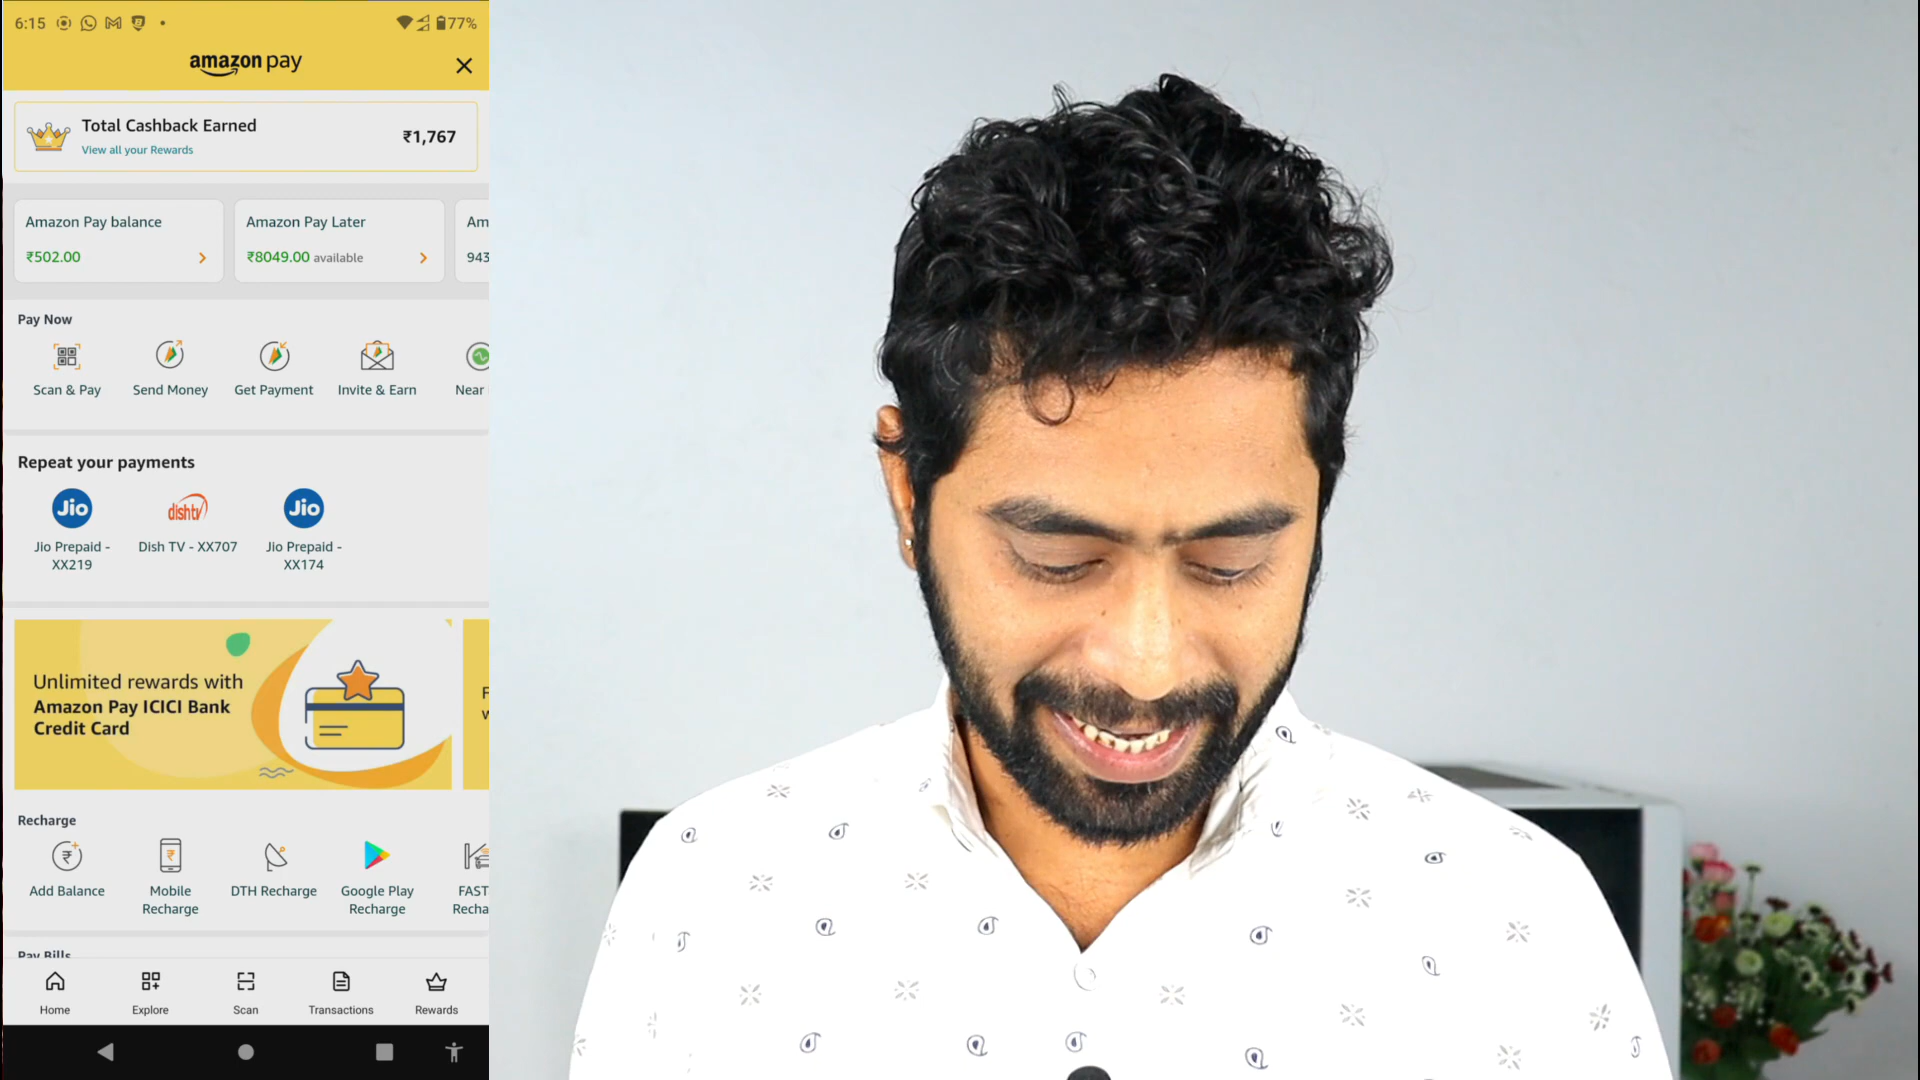 6:15
77%
amazon pay
Total Cashback Earned
View all your Rewards
₹1,767
Amazon Pay balance
₹502.00
Amazon Pay Later
₹8049.00 available
Am
943
Pay Now
Scan & Pay
Send Money
Get Payment
Invite & Earn
Near
Repeat your payments
Jio
dishtv
Jio
Jio Prepaid -
XX219
Dish TV - XX707
Jio Prepaid -
XX174
Unlimited rewards with
Amazon Pay ICICI Bank
Credit Card
Recharge
Add Balance
Mobile
Recharge
DTH Recharge
Google Play
Recharge
FAST
Recha
Pay Bills
Home
Explore
Scan
Transactions
Rewards